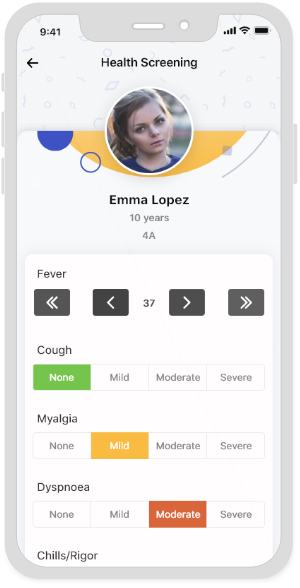 9:41
Health Screening
Emma Lopez
10 years
4A
Fever
37
Cough
None Mild Moderate Severe
Myalgia
None Mild Moderate Severe
Dyspnoea
None Mild Moderate Severe
Chills/Rigor